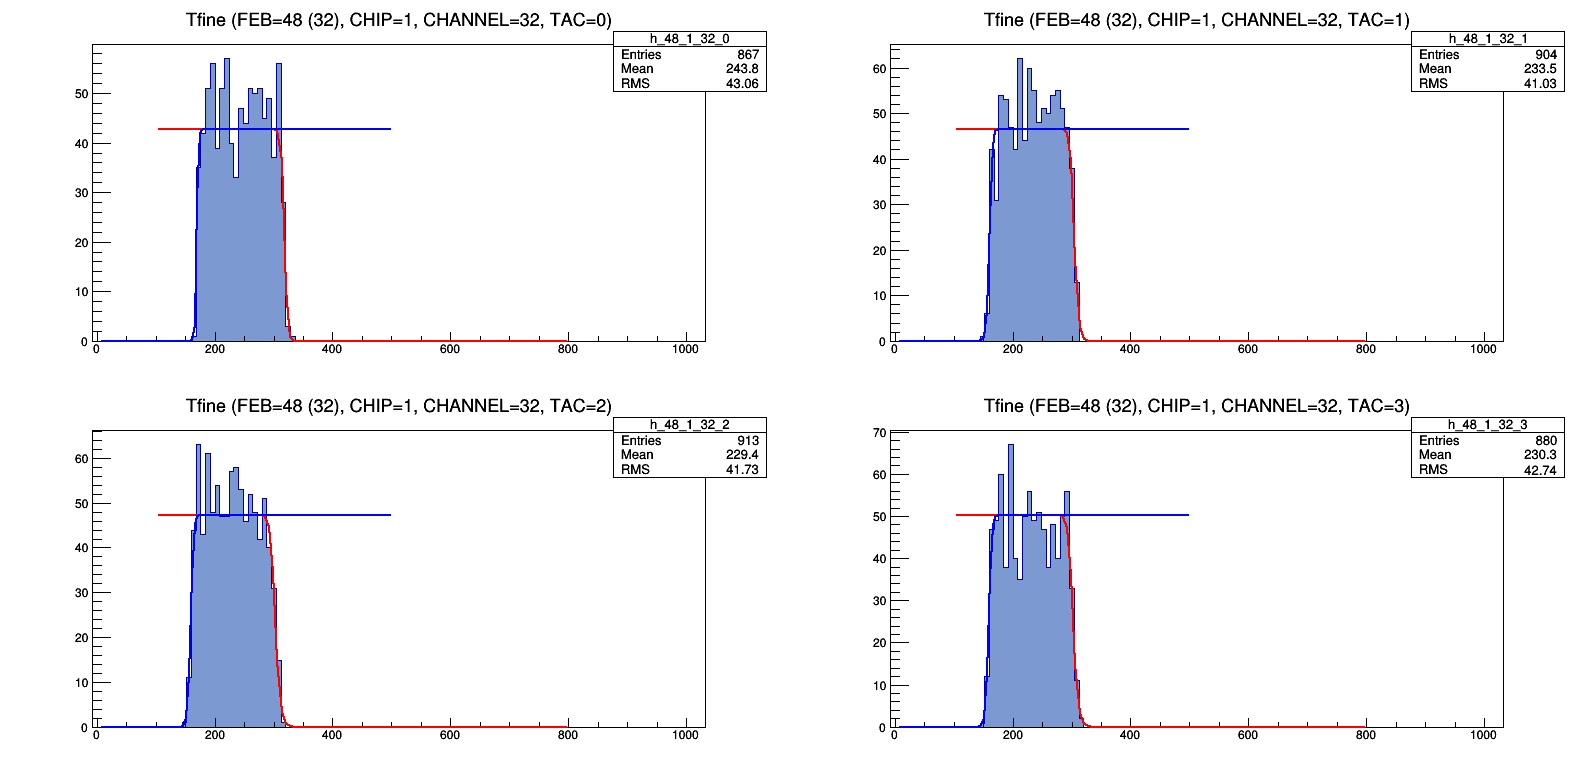 Tfine (FEB=48 (32), CHIP=1, CHANNEL=32, TAC=0)
h_48_1_32_0
Entries 867
Mean 243.8
RMS 43.06
50
40
30
20
10
0
0 200 400 600 800 1000
Tfine (FEB=48 (32), CHIP=1, CHANNEL=32, TAC=1)
h_48_1_32_1
Entries 904
Mean 233.5
RMS 41.03
60
50
40
30
20
10
0
0 200 400 600 800 1000
Tfine (FEB=48 (32), CHIP=1, CHANNEL=32, TAC=2)
h_48_1_32_2
Entries 913
Mean 229.4
RMS 41.73
60
50
40
30
20
10
0
0 200 400 600 800 1000
Tfine (FEB=48 (32), CHIP=1, CHANNEL=32, TAC=3)
h_48_1_32_3
Entries 880
Mean 230.3
RMS 42.74
70
60
50
40
30
20
10
0
0 200 400 600 800 1000